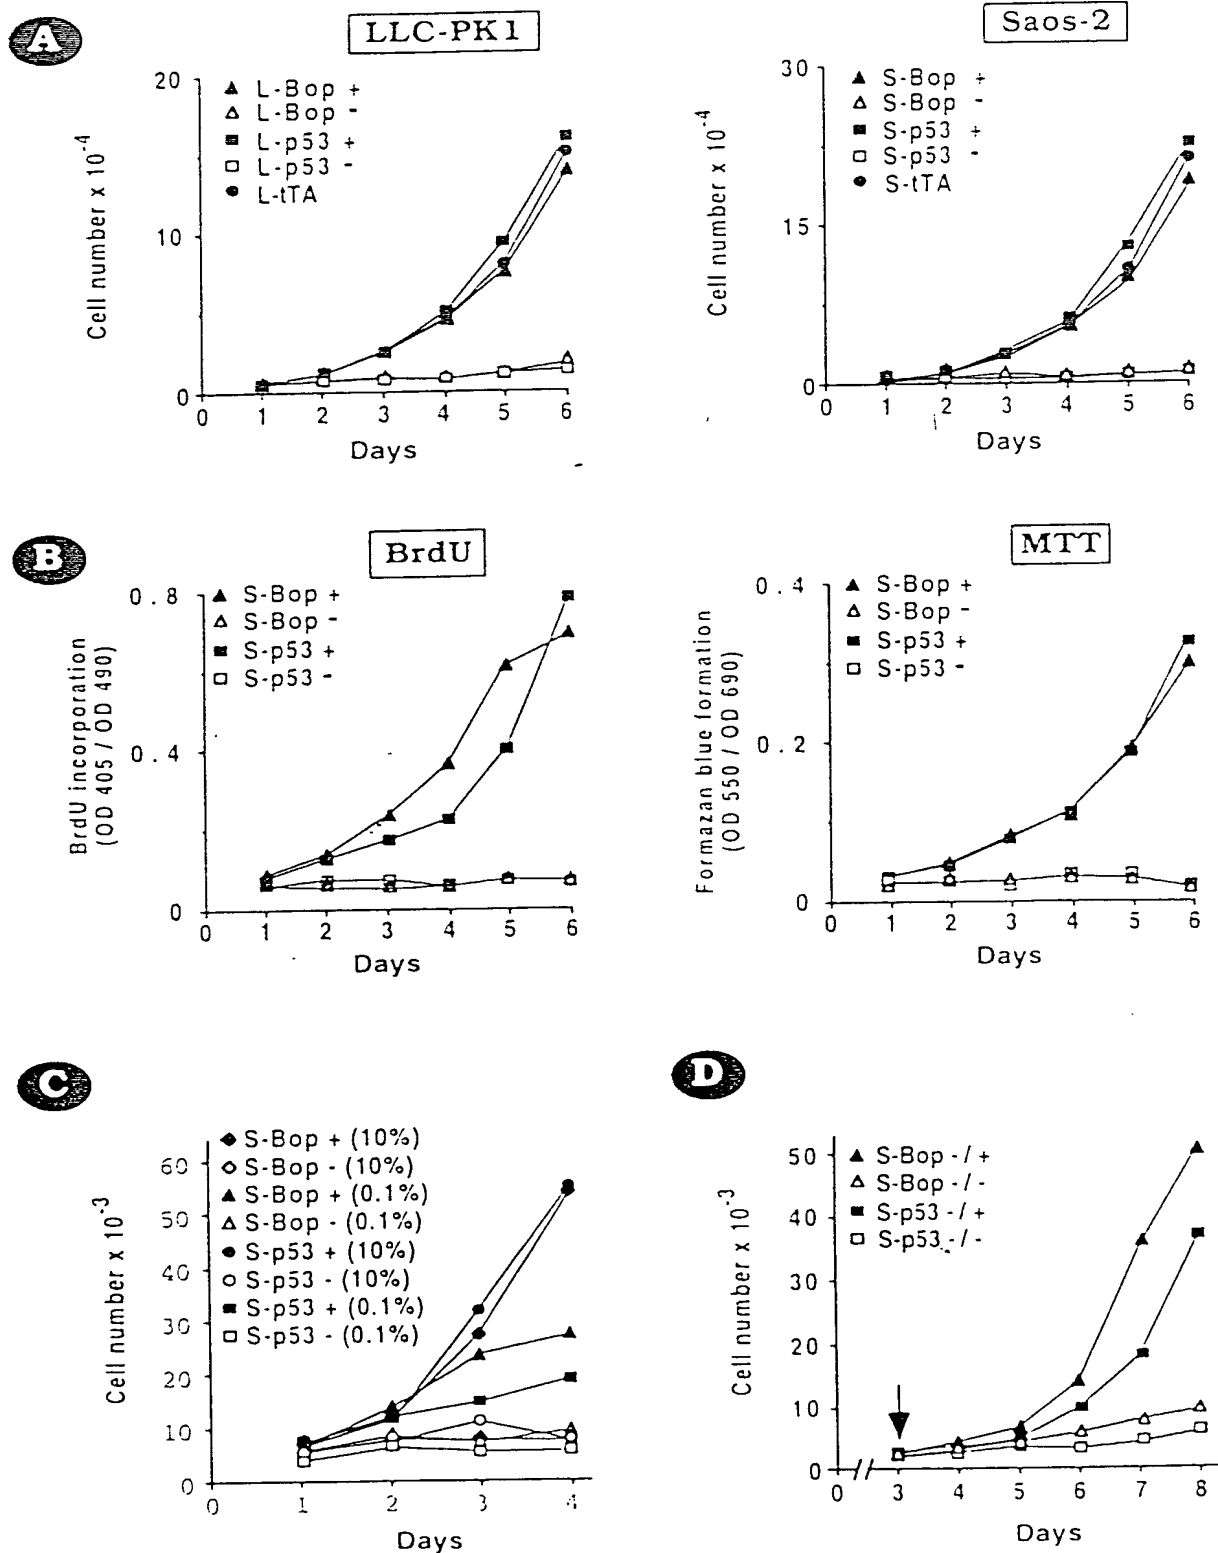 A
LLC-PK1
Saos-2
20
10
0
Cell number x 10-4
L-Bop +
L-Bop -
L-p53 +
L-p53 -
L-tTA
0 1 2 3 4 5 6
Days
30
15
0
Cell number x 10-4
S-Bop +
S-Bop -
S-p53 +
S-p53 -
S-tTA
0 1 2 3 4 5 6
Days
B
BrdU
MTT
0.8
0.4
0
BrdU incorporation
(OD 405 / OD 490)
S-Bop +
S-Bop -
S-p53 +
S-p53 -
0 1 2 3 4 5 6
Days
0.4
0.2
0
Formazan blue formation
(OD 550 / OD 690)
S-Bop +
S-Bop -
S-p53 +
S-p53 -
0 1 2 3 4 5 6
Days
C
D
60
50
40
30
20
10
0
Cell number x 10-3
S-Bop + (10%)
S-Bop - (10%)
S-Bop + (0.1%)
S-Bop - (0.1%)
S-p53 + (10%)
S-p53 - (10%)
S-p53 + (0.1%)
S-p53 - (0.1%)
0 1 2 3 4
Days
50
40
30
20
10
0
Cell number x 10-3
S-Bop - / +
S-Bop - / -
S-p53 - / +
S-p53 - / -
0 3 4 5 6 7 8
Days